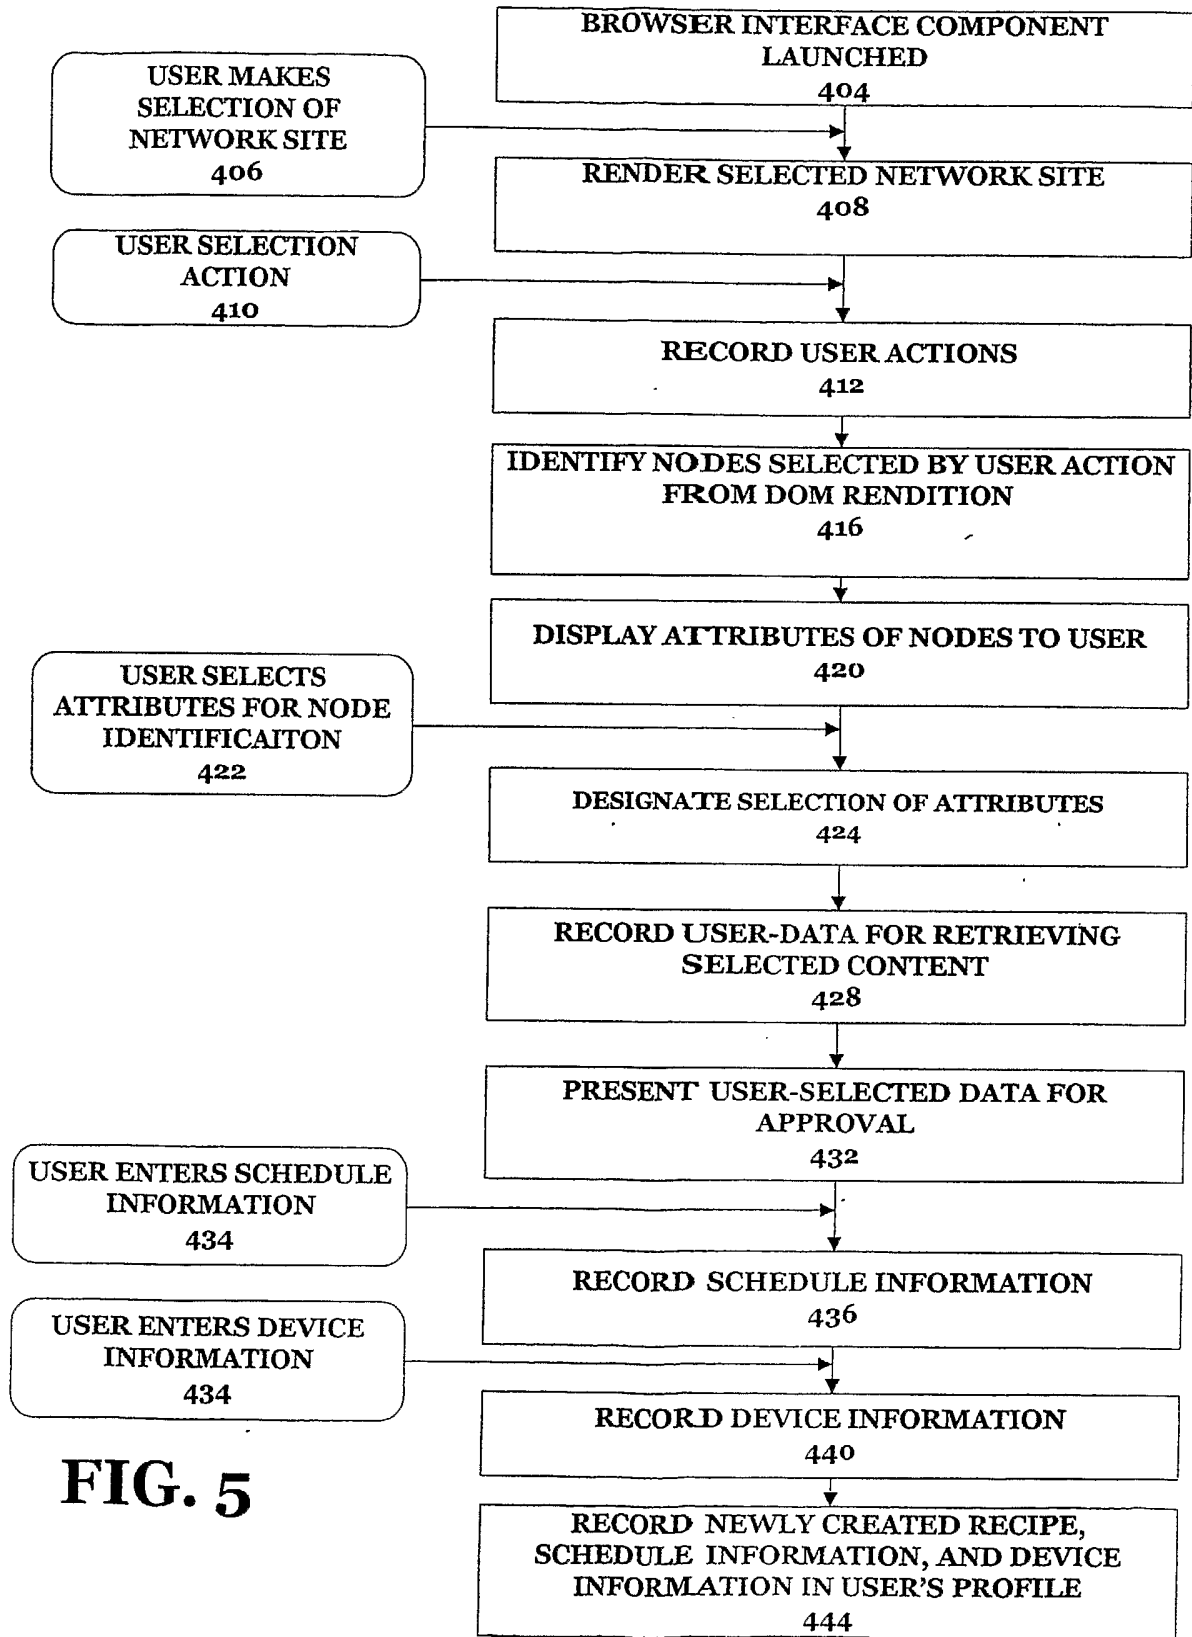 BROWSER INTERFACE COMPONENT
LAUNCHED
404
USER MAKES
SELECTION OF
NETWORK SITE
406
RENDER SELECTED NETWORK SITE
408
USER SELECTION
ACTION
410
RECORD USER ACTIONS
412
IDENTIFY NODES SELECTED BY USER ACTION
FROM DOM RENDITION
416
DISPLAY ATTRIBUTES OF NODES TO USER
420
USER SELECTS
ATTRIBUTES FOR NODE
IDENTIFICAITON
422
DESIGNATE SELECTION OF ATTRIBUTES
424
RECORD USER-DATA FOR RETRIEVING
SELECTED CONTENT
428
PRESENT USER-SELECTED DATA FOR
APPROVAL
432
USER ENTERS SCHEDULE
INFORMATION
434
RECORD SCHEDULE INFORMATION
436
USER ENTERS DEVICE
INFORMATION
434
RECORD DEVICE INFORMATION
440
RECORD NEWLY CREATED RECIPE,
SCHEDULE INFORMATION, AND DEVICE
INFORMATION IN USER'S PROFILE
444
FIG. 5